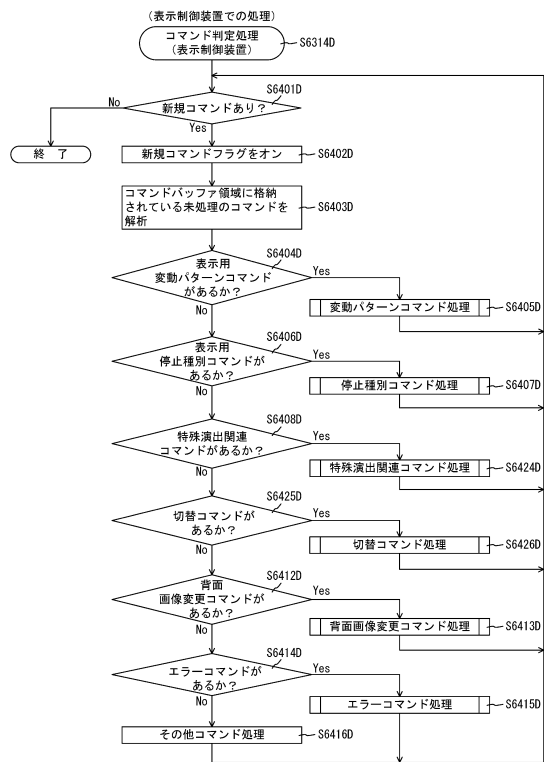 (表示制御装置での処理)
コマンド判定処理
(表示制御装置)
S6314D
S6401D
新規コマンドあり?
No
Yes
終 了
新規コマンドフラグをオン
S6402D
コマンドバッファ領域に格納
されている未処理のコマンドを
解析
S6403D
S6404D
表示用
変動パターンコマンド
があるか?
Yes
No
変動パターンコマンド処理
S6405D
S6406D
表示用
停止種別コマンドが
あるか?
Yes
No
停止種別コマンド処理
S6407D
S6408D
特殊演出関連
コマンドがあるか?
Yes
No
特殊演出関連コマンド処理
S6424D
S6425D
切替コマンドが
あるか?
Yes
No
切替コマンド処理
S6426D
S6412D
背面
画像変更コマンドが
あるか?
Yes
No
背面画像変更コマンド処理
S6413D
S6414D
エラーコマンドが
あるか?
Yes
No
エラーコマンド処理
S6415D
その他コマンド処理
S6416D